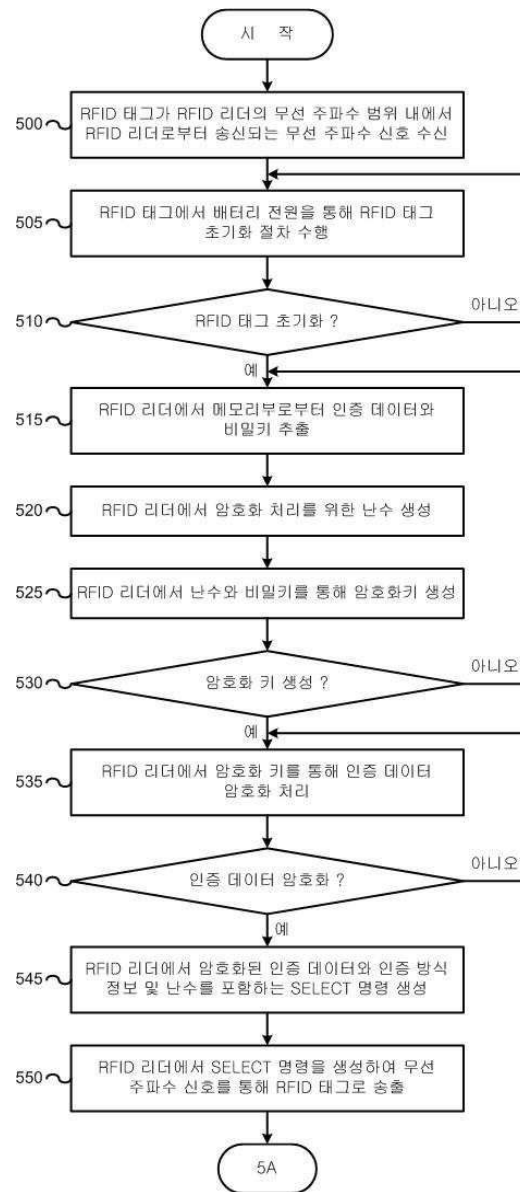 시 작
500
RFID 태그가 RFID 리더의 무선 주파수 범위 내에서
RFID 리더로부터 송신되는 무선 주파수 신호 수신
505
RFID 태그에서 배터리 전원을 통해 RFID 태그
초기화 절차 수행
510
RFID 태그 초기화 ?
아니오
예
515
RFID 리더에서 메모리부로부터 인증 데이터와
비밀키 추출
520
RFID 리더에서 암호화 처리를 위한 난수 생성
525
RFID 리더에서 난수와 비밀키를 통해 암호화키 생성
530
암호화 키 생성 ?
아니오
예
535
RFID 리더에서 암호화 키를 통해 인증 데이터
암호화 처리
540
인증 데이터 암호화 ?
아니오
예
545
RFID 리더에서 암호화된 인증 데이터와 인증 방식
정보 및 난수를 포함하는 SELECT 명령 생성
550
RFID 리더에서 SELECT 명령을 생성하여 무선
주파수 신호를 통해 RFID 태그로 송출
5A